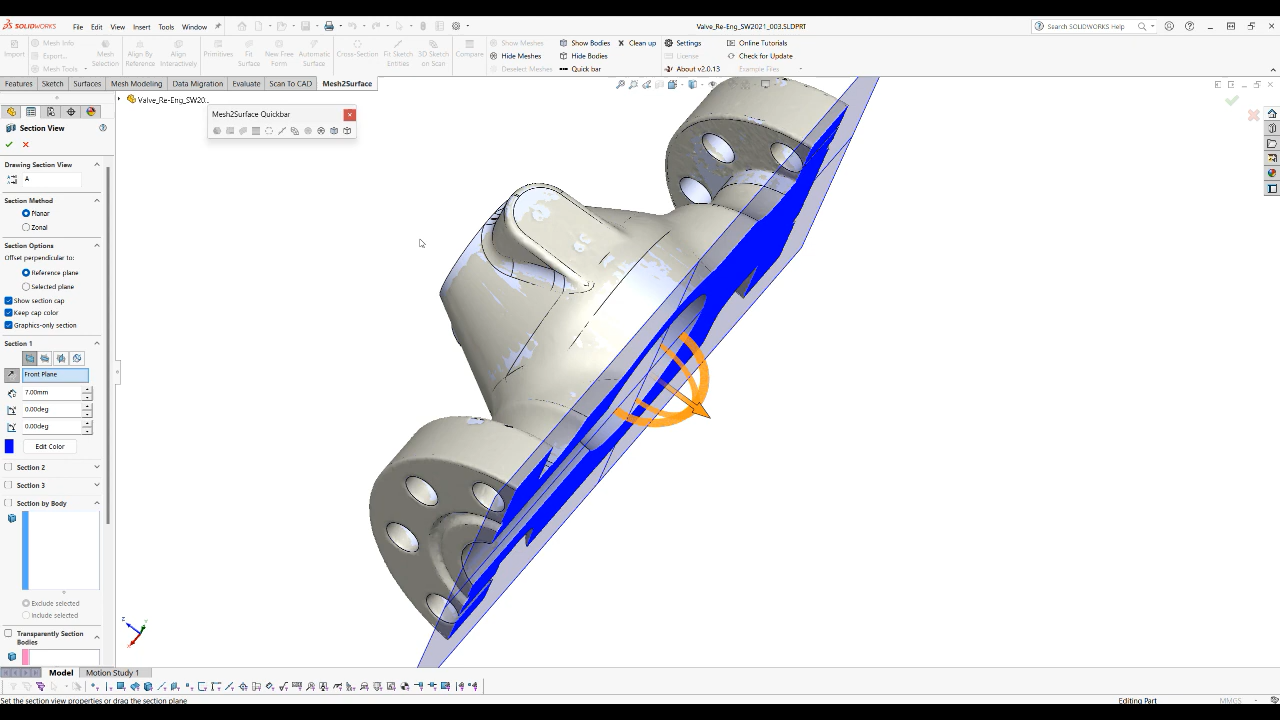 SOLIDWORKS File Edit View Insert Tools Window Valve_Re-Eng_SW2021_003.SLDPRT Search SOLIDWORKS Help
Import Mesh Info Export... Mesh Tools Mesh Selection Align By Reference Align Interactively Primitives Fit Surface New Free Form Automatic Surface Cross-Section Fit Sketch Entities 3D Sketch on Scan Compare
Show Meshes Show Bodies Clean up Settings Online Tutorials
Hide Meshes Hide Bodies License Check for Update
Deselect Meshes Quick bar About v2.0.13 Example Files
Features Sketch Surfaces Mesh Modeling Data Migration Evaluate Scan To CAD Mesh2Surface
Valve_Re-Eng_SW20...
Mesh2Surface Quickbar
Section View
Drawing Section View
A
Section Method
Planar
Zonal
Section Options
Offset perpendicular to:
Reference plane
Selected plane
Show section cap
Keep cap color
Graphics-only section
Section 1
Front Plane
7.00mm
0.00deg
0.00deg
Edit Color
Section 2
Section 3
Section by Body
Exclude selected
Include selected
Transparently Section
Bodies
Model Motion Study 1
Set the section view properties or drag the section plane Editing Part MMGS